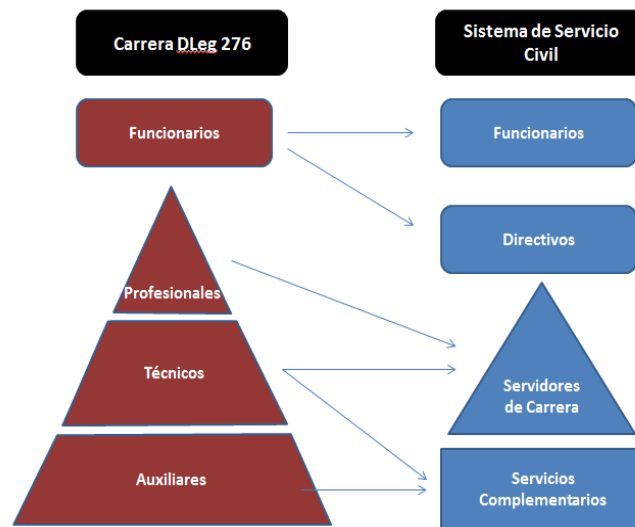 Carrera DLeg 276
Sistema de Servicio
Civil
Funcionarios
Funcionarios
Directivos
Profesionales
Técnicos
Servidores
de Carrera
Auxiliares
Servicios
Complementarios